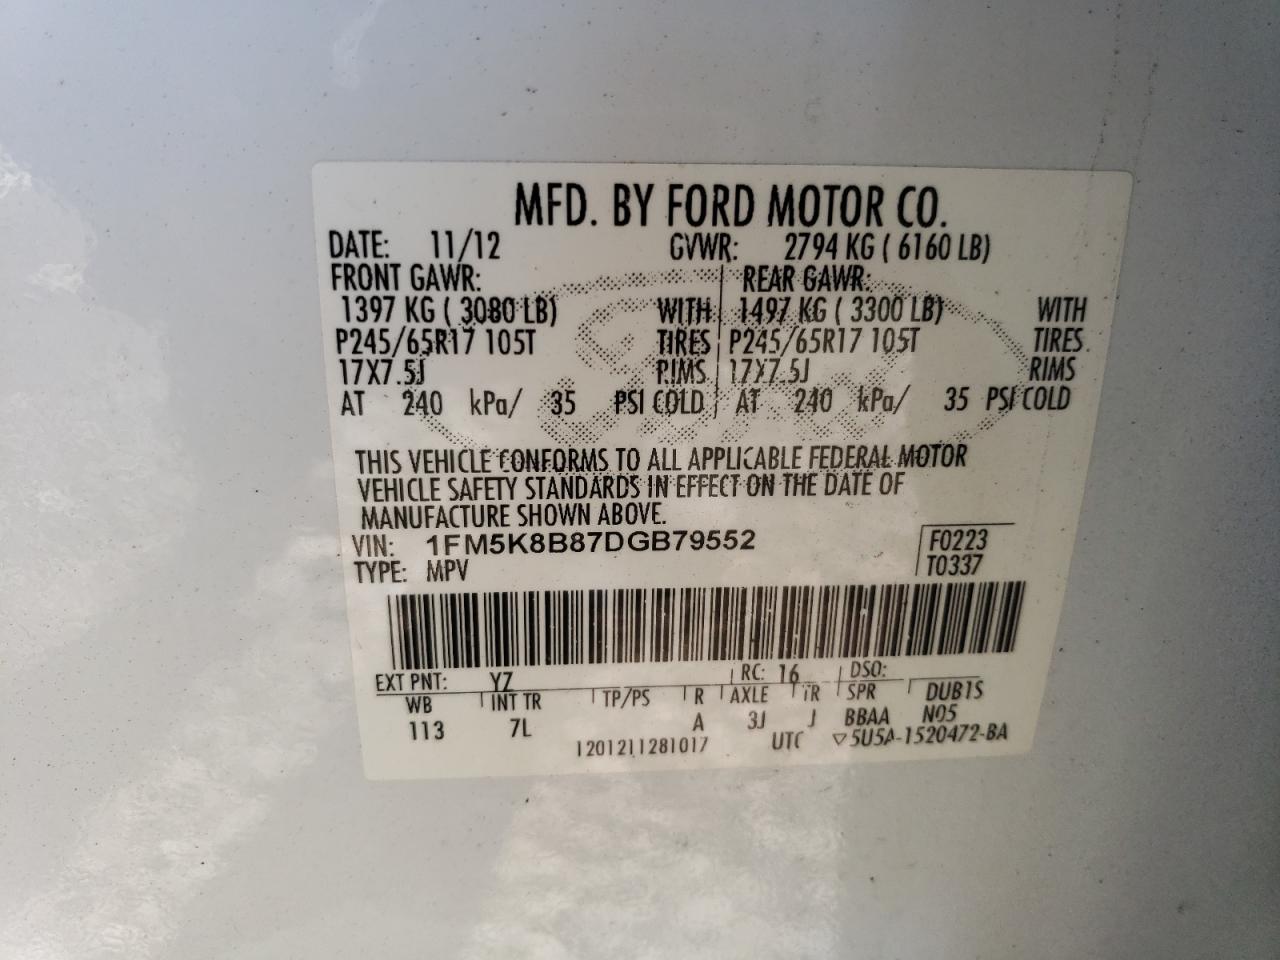 MFD. BY FORD MOTOR CO.
DATE: 11/12 GVWR: 2794 KG ( 6160 LB)
FRONT GAWR: REAR GAWR:
1397 KG ( 3080 LB) WITH 1497 KG ( 3300 LB) WITH
P245/65R17 105T TIRES P245/65R17 105T TIRES
17X7.5J RIMS 17X7.5J RIMS
AT 240 kPa/ 35 PSI COLD AT 240 kPa/ 35 PSI COLD
THIS VEHICLE CONFORMS TO ALL APPLICABLE FEDERAL MOTOR
VEHICLE SAFETY STANDARDS IN EFFECT ON THE DATE OF
MANUFACTURE SHOWN ABOVE.
VIN: 1FM5K8B87DGB79552 F0223
TYPE: MPV T0337
EXT PNT: YZ RC: 16 DSO:
WB INT TR TP/PS R AXLE TR SPR DUB1S
113 7L A 3J J BBAA N05
1201211281017 UTC ▽5U5A-1520472-BA